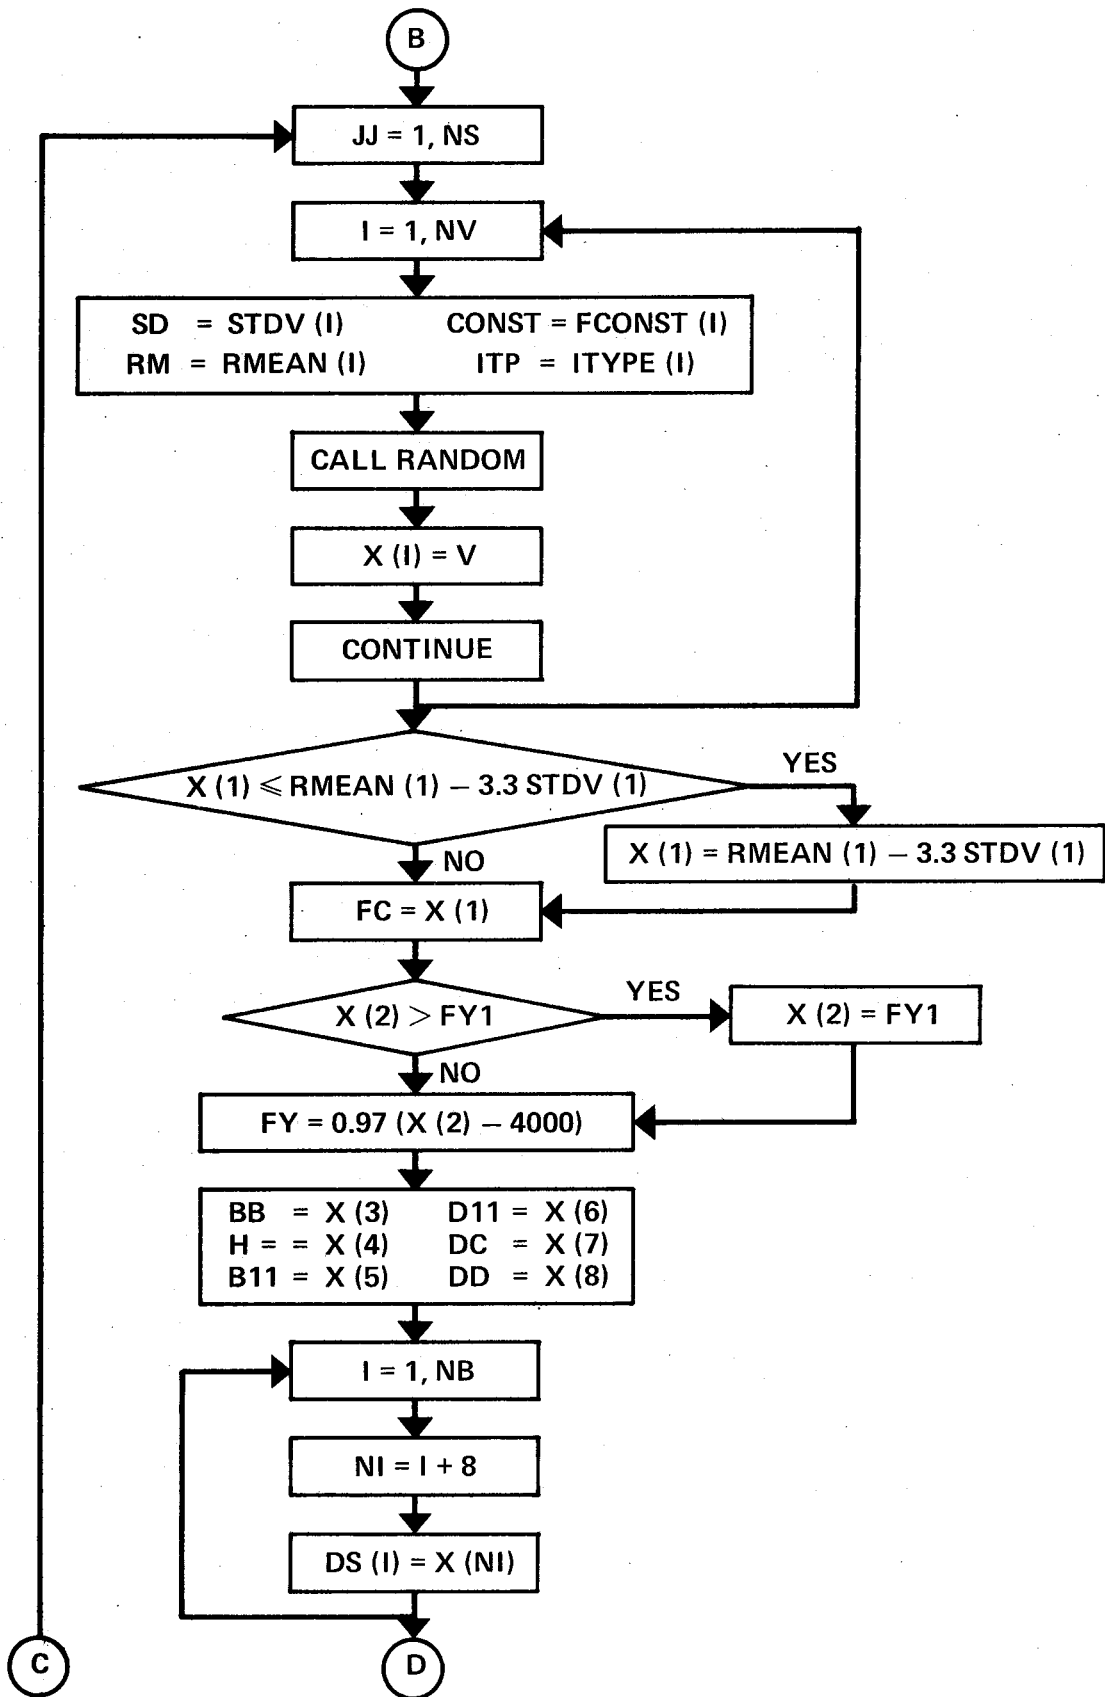 B
JJ = 1, NS
I = 1, NV
SD = STDV (I) CONST = FCONST (I)
RM = RMEAN (I) ITP = ITYPE (I)
CALL RANDOM
X (I) = V
CONTINUE
X (1) ⩽ RMEAN (1) – 3.3 STDV (1)
YES
X (1) = RMEAN (1) – 3.3 STDV (1)
NO
FC = X (1)
X (2) > FY1
YES
X (2) = FY1
NO
FY = 0.97 (X (2) – 4000)
BB = X (3) D11 = X (6)
H = = X (4) DC = X (7)
B11 = X (5) DD = X (8)
I = 1, NB
NI = I + 8
DS (I) = X (NI)
C
D